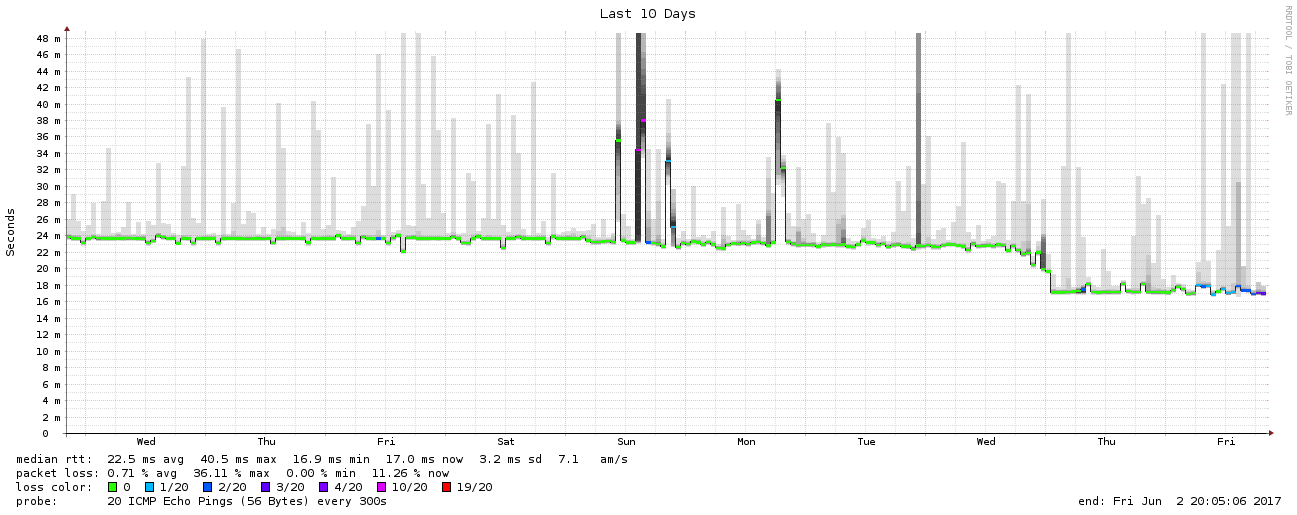 Last 10 Days
RRDTOOL / TOBI OETIKER
Seconds
48 m
46 m
44 m
42 m
40 m
38 m
36 m
34 m
32 m
30 m
28 m
26 m
24 m
22 m
20 m
18 m
16 m
14 m
12 m
10 m
8 m
6 m
4 m
2 m
0
Wed Thu Fri Sat Sun Mon Tue Wed Thu Fri
median rtt: 22.5 ms avg 40.5 ms max 16.9 ms min 17.0 ms now 3.2 ms sd 7.1 am/s
packet loss: 0.71 % avg 36.11 % max 0.00 % min 11.26 % now
loss color: 0 1/20 2/20 3/20 4/20 10/20 19/20
probe: 20 ICMP Echo Pings (56 Bytes) every 300s end: Fri Jun 2 20:05:06 2017